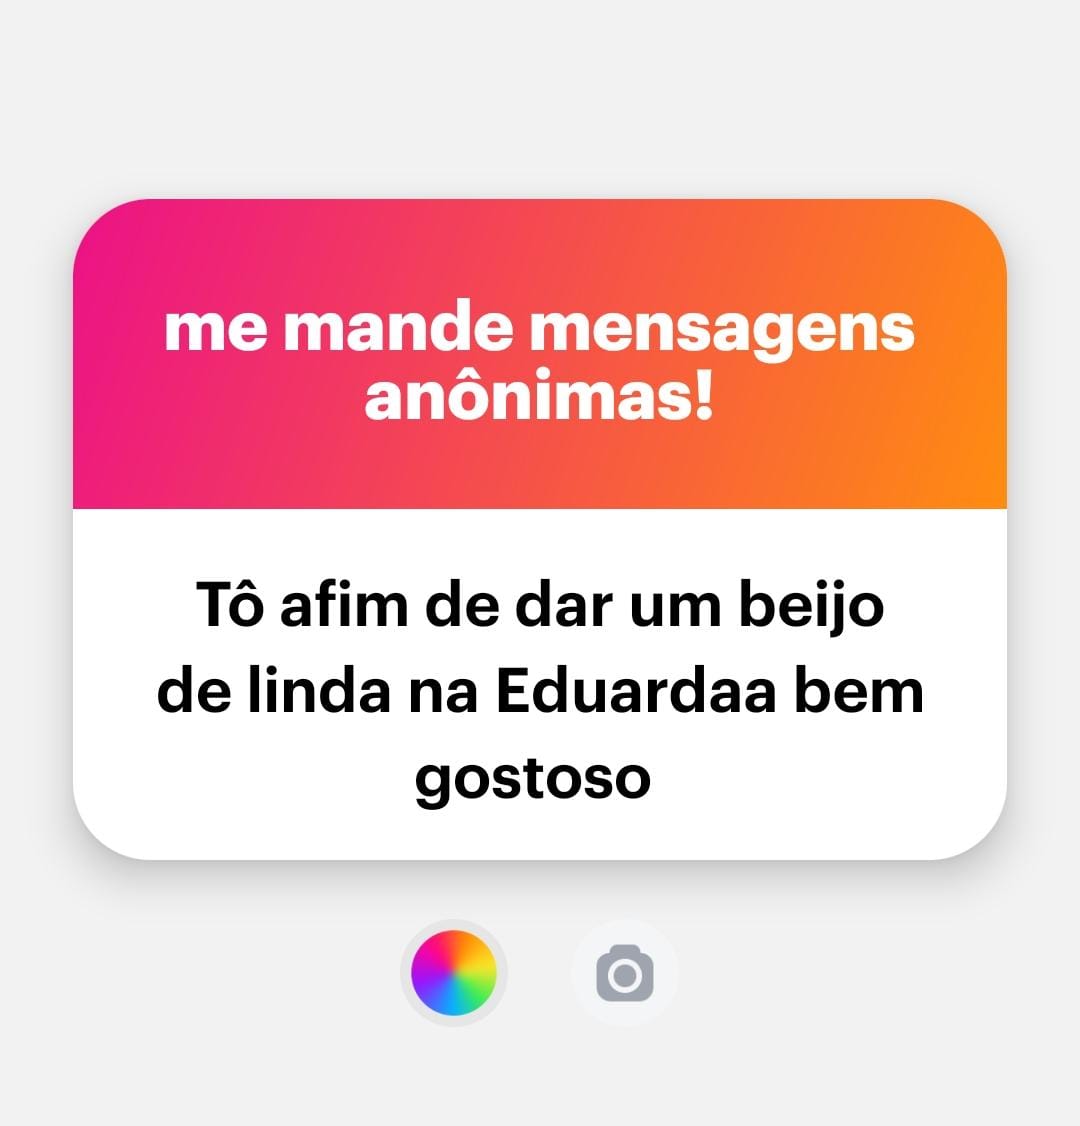 me mande mensagens
anônimas!
Tô afim de dar um beijo
de linda na Eduardaa bem
gostoso